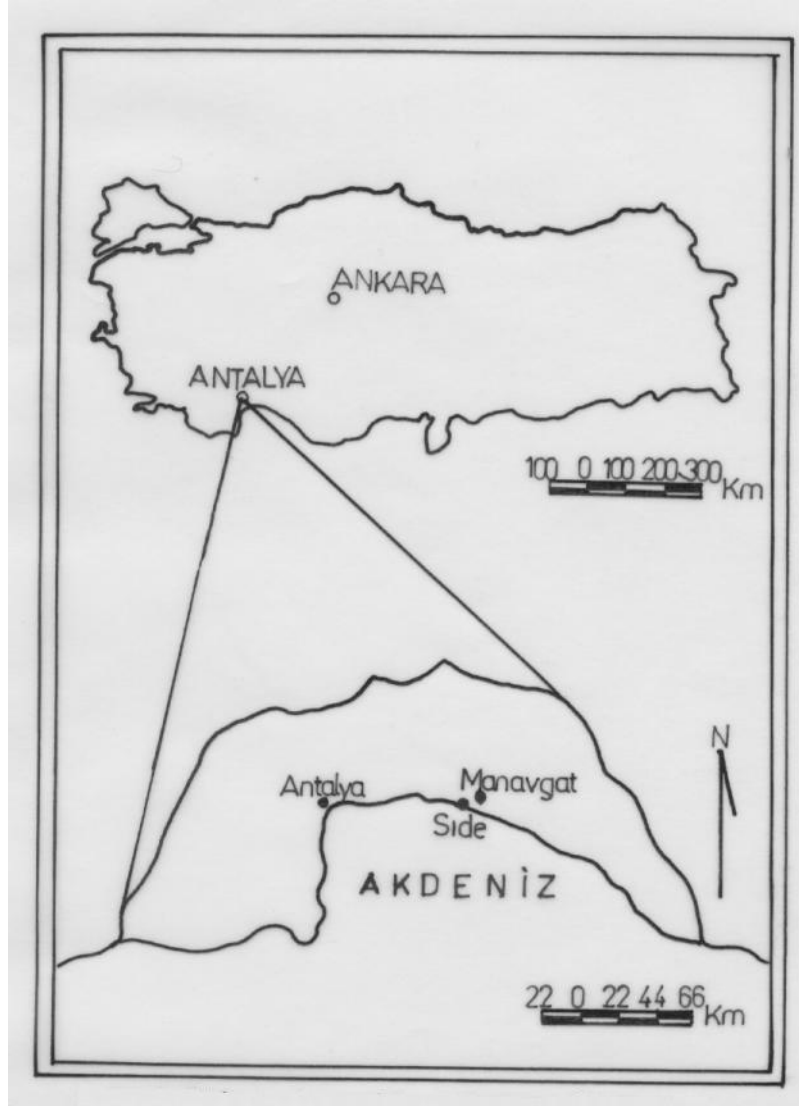 ANKARA
ANTALYA
100 0 100 200 300 Km
N
Antalya
Manavgat
Side
AKDENİZ
22 0 22 44 66 Km